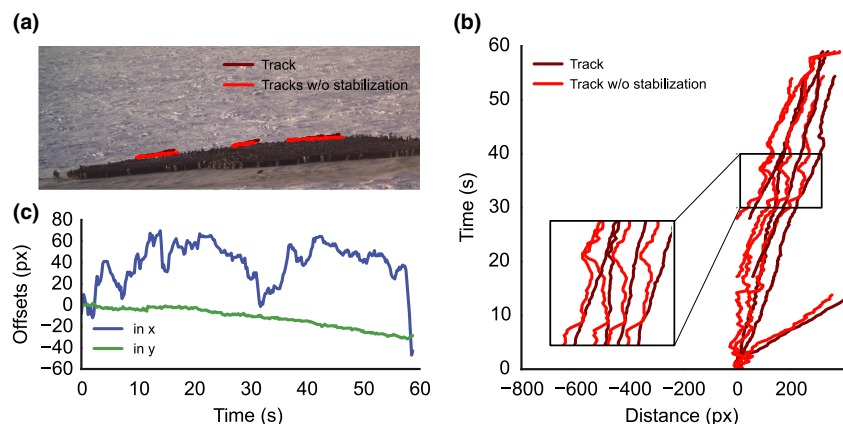 (a)
Track
Tracks w/o stabilization
(b)
60
50
40
30
20
10
0
Time (s)
Track
Track w/o stabilization
−800
−600
−400
−200
0
200
Distance (px)
(c)
80
60
40
20
0
−20
−40
−60
Offsets (px)
in x
in y
0
10
20
30
40
50
60
Time (s)